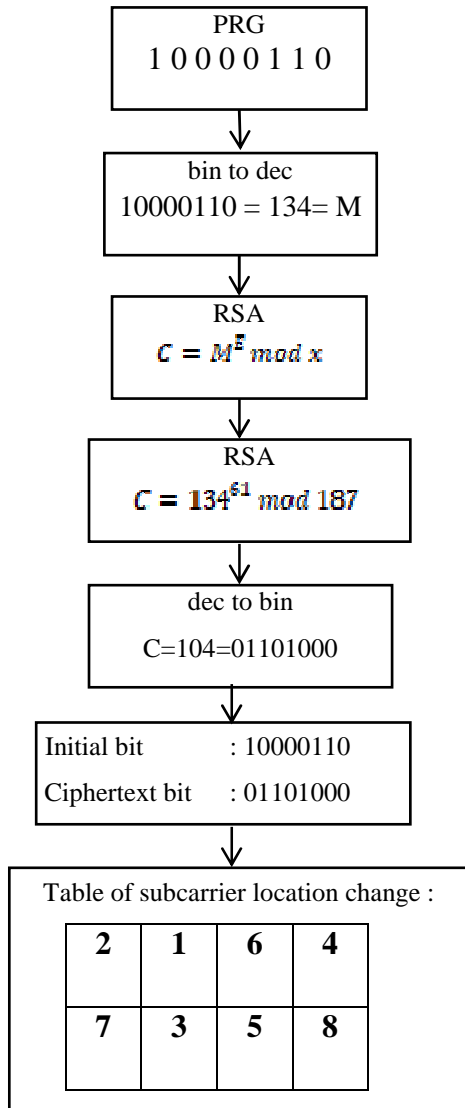 PRG
1 0 0 0 0 1 1 0
bin to dec
10000110 = 134= M
RSA
C = M^E mod x
RSA
C = 134^61 mod 187
dec to bin
C=104=01101000
Initial bit : 10000110
Ciphertext bit : 01101000
Table of subcarrier location change :
2 1 6 4
7 3 5 8